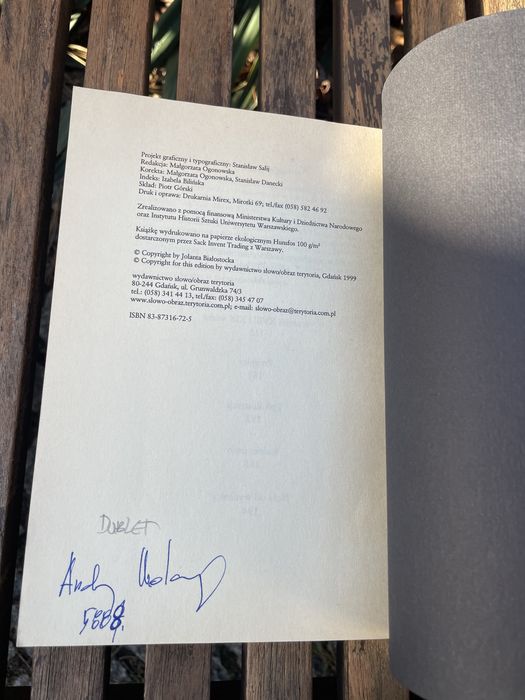 Projekt graficzny i typograficzny: Stanisław Salij
Redakcja: Małgorzata Ogonowska
Korekta: Małgorzata Ogonowska, Stanisław Danecki
Indeks: Izabela Bilińska
Skład: Piotr Górski
Druk i oprawa: Drukarnia Mirex, Mirotki 69; tel/fax (058) 582 46 92
Zrealizowano z pomocą finansową Ministerstwa Kultury i Dziedzictwa Narodowego
oraz Instytutu Historii Sztuki Uniwersytetu Warszawskiego.
Książkę wydrukowano na papierze ekologicznym Munfos 100 g/m²
dostarczonym przez Sack Invent Trading z Warszawy.
© Copyright by Jolanta Białostocka
© Copyright for this edition by wydawnictwo słowo/obraz terytoria, Gdańsk 1999
wydawnictwo słowo/obraz terytoria
80-244 Gdańsk, ul. Grunwaldzka 74/3
tel.: (058) 341 44 13, tel./fax: (058) 345 47 07
www.slowo-obraz.terytoria.com.pl; e-mail: slowo-obraz@terytoria.com.pl
ISBN 83-87316-72-5
DUBLET